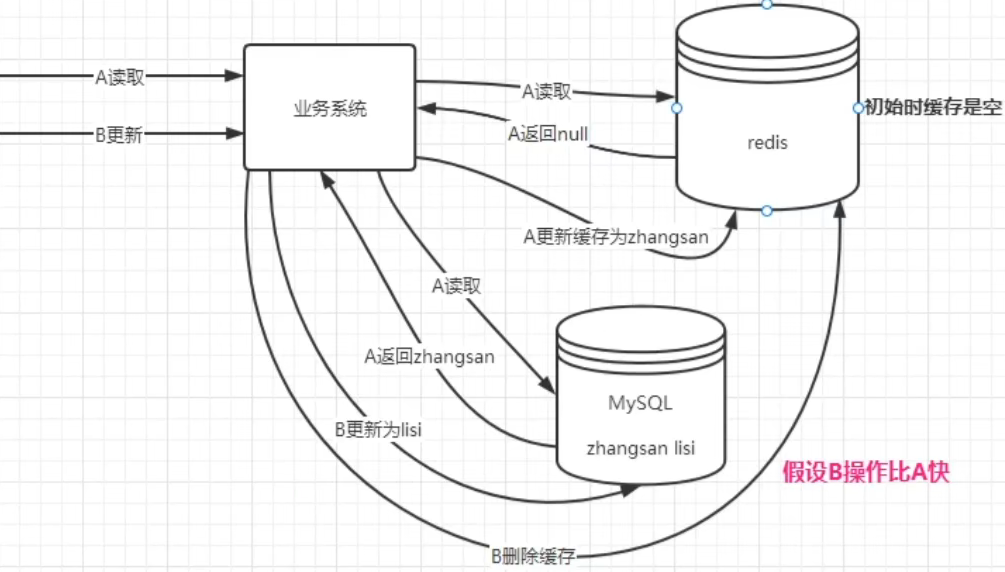 A读取
B更新
业务系统
A读取
A返回null
redis
初始时缓存是空
A更新缓存为zhangsan
A读取
A返回zhangsan
B更新为lisi
MySQL
zhangsan lisi
假设B操作比A快
B删除缓存